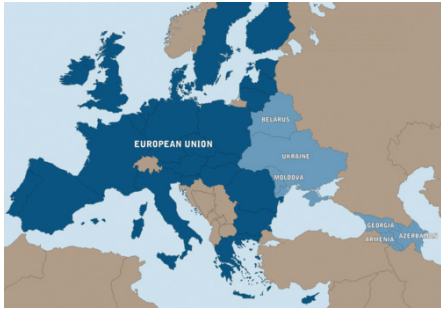 BELARUS
EUROPEAN UNION
UKRAINE
MOLDOVA
GEORGIA
ARMENIA
AZERBAIJAN